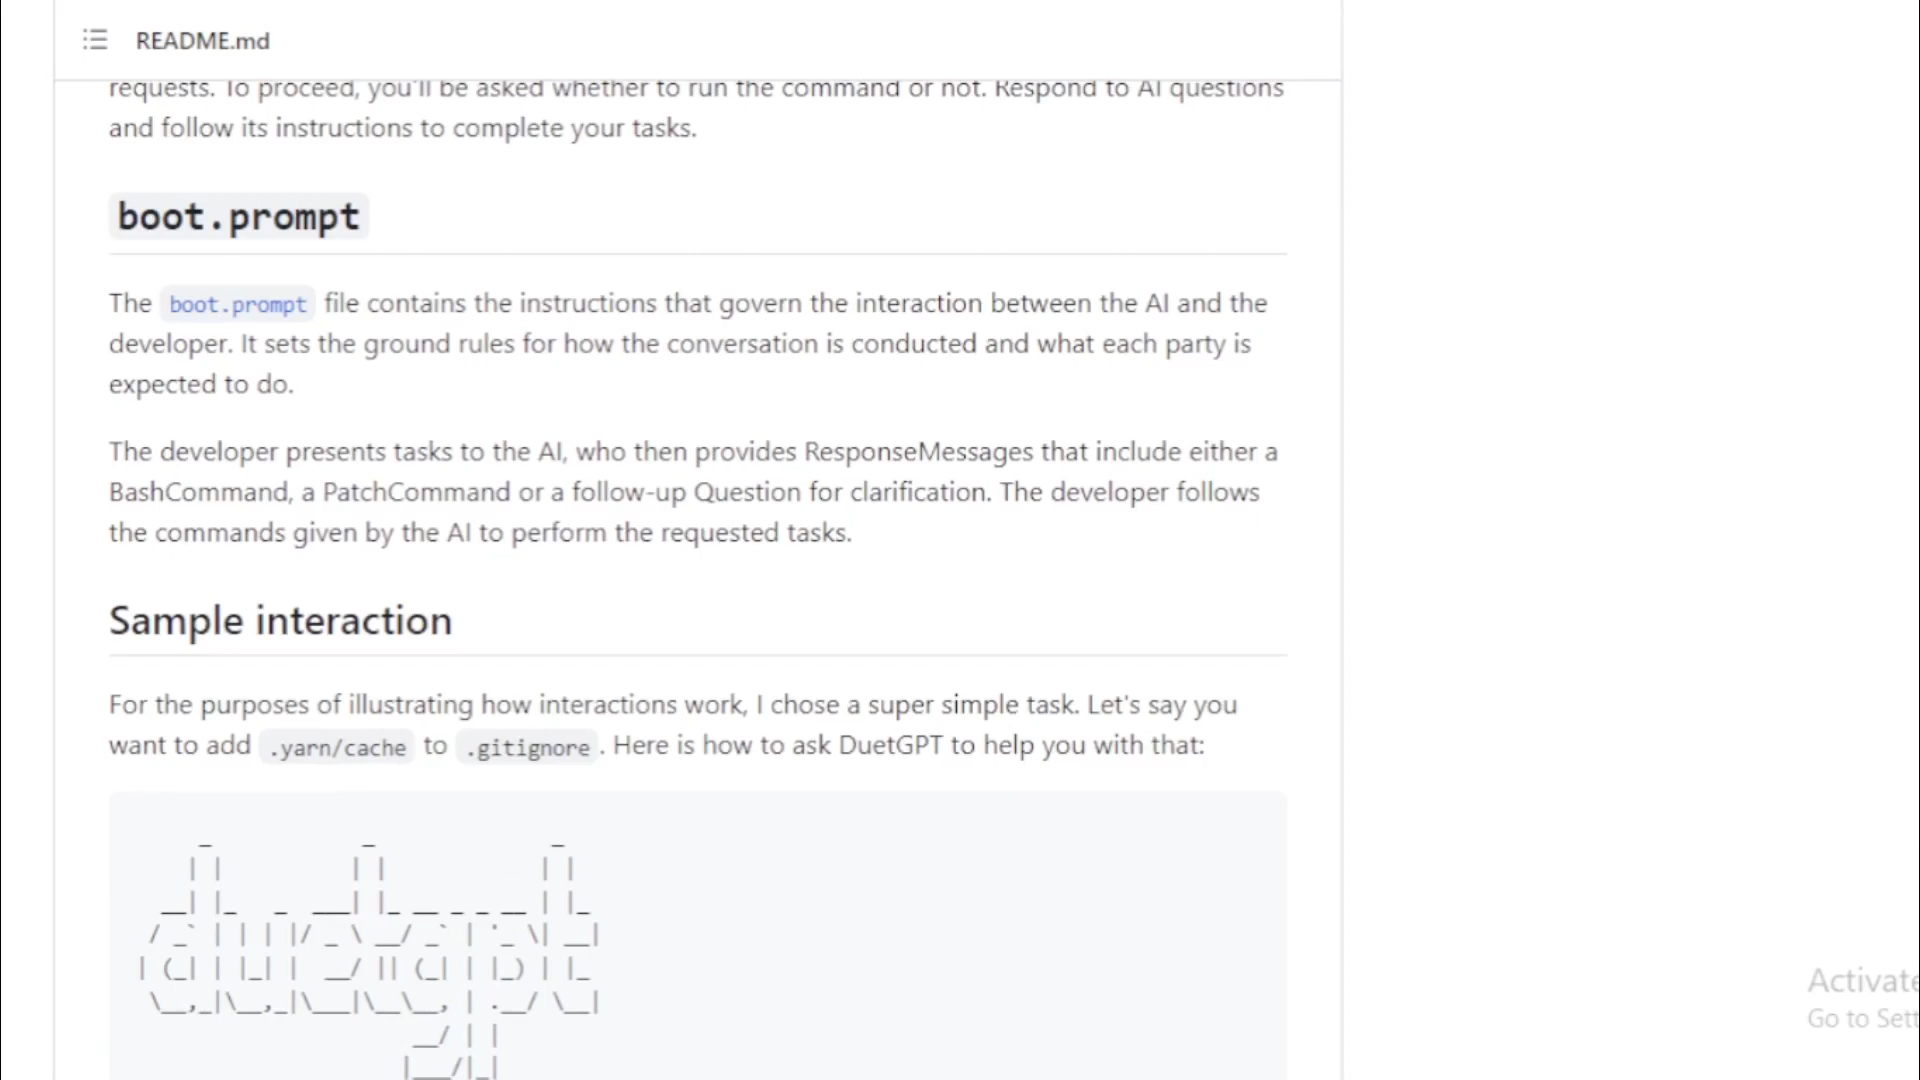 README.md
requests. To proceed, you'll be asked whether to run the command or not. Respond to AI questions
and follow its instructions to complete your tasks.
boot.prompt
The boot.prompt file contains the instructions that govern the interaction between the AI and the
developer. It sets the ground rules for how the conversation is conducted and what each party is
expected to do.
The developer presents tasks to the AI, who then provides ResponseMessages that include either a
BashCommand, a PatchCommand or a follow-up Question for clarification. The developer follows
the commands given by the AI to perform the requested tasks.
Sample interaction
For the purposes of illustrating how interactions work, I chose a super simple task. Let's say you
want to add .yarn/cache to .gitignore. Here is how to ask DuetGPT to help you with that:
duetgpt
Activate
Go to Sett